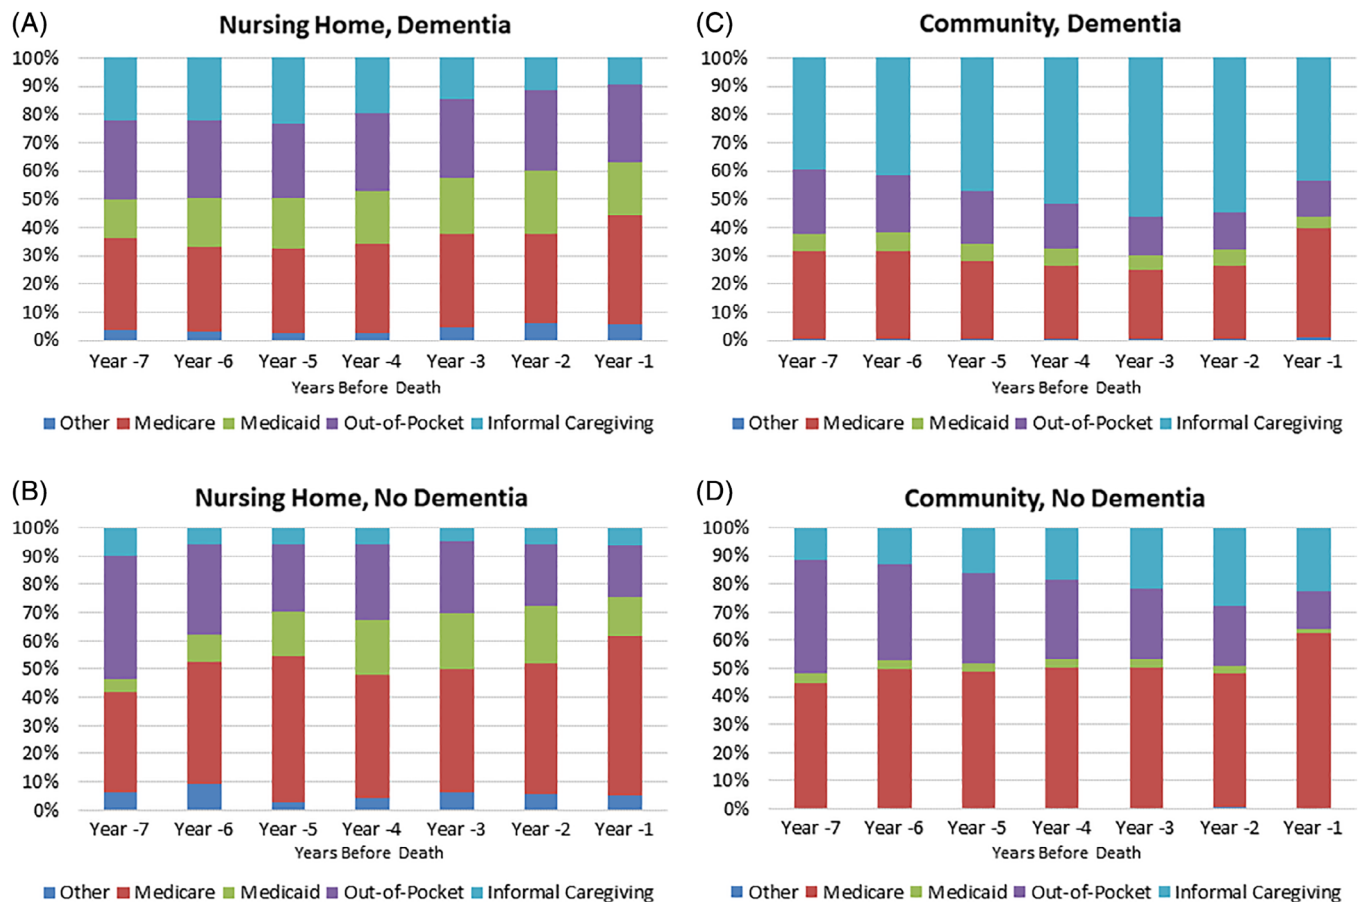 (A)
Nursing Home, Dementia
100%
90%
80%
70%
60%
50%
40%
30%
20%
10%
0%
Year -7 Year -6 Year -5 Year -4 Year -3 Year -2 Year -1
Years Before Death
Other Medicare Medicaid Out-of-Pocket Informal Caregiving
(B)
Nursing Home, No Dementia
100%
90%
80%
70%
60%
50%
40%
30%
20%
10%
0%
Year -7 Year -6 Year -5 Year -4 Year -3 Year -2 Year -1
Years Before Death
Other Medicare Medicaid Out-of-Pocket Informal Caregiving
(C)
Community, Dementia
100%
90%
80%
70%
60%
50%
40%
30%
20%
10%
0%
Year -7 Year -6 Year -5 Year -4 Year -3 Year -2 Year -1
Years Before Death
Other Medicare Medicaid Out-of-Pocket Informal Caregiving
(D)
Community, No Dementia
100%
90%
80%
70%
60%
50%
40%
30%
20%
10%
0%
Year -7 Year -6 Year -5 Year -4 Year -3 Year -2 Year -1
Years Before Death
Other Medicare Medicaid Out-of-Pocket Informal Caregiving